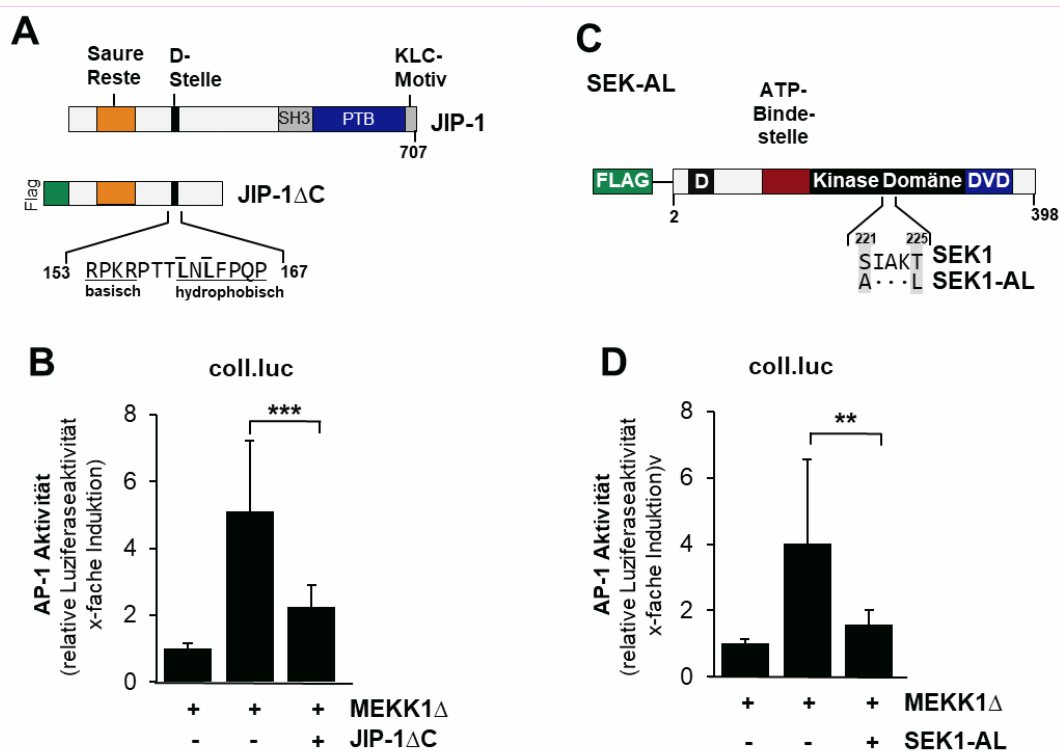 A
Saure
Reste
D-
Stelle
KLC-
Motiv
SH3
PTB
JIP-1
707
Flag
JIP-1ΔC
153 RPKRPTTLNLFPQP 167
basisch hydrophobisch
B
coll.luc
***
AP-1 Aktivität
(relative Luziferaseaktivität
x-fache Induktion)
8
6
4
2
0
+ + + MEKK1Δ
- - + JIP-1ΔC
C
SEK-AL
ATP-
Binde-
stelle
FLAG
D
Kinase Domäne
DVD
2
398
221 225
SIAKT SEK1
A···L SEK1-AL
D
coll.luc
**
AP-1 Aktivität
(relative Luziferaseaktivität
x-fache Induktion)v
8
6
4
2
0
+ + + MEKK1Δ
- - + SEK1-AL